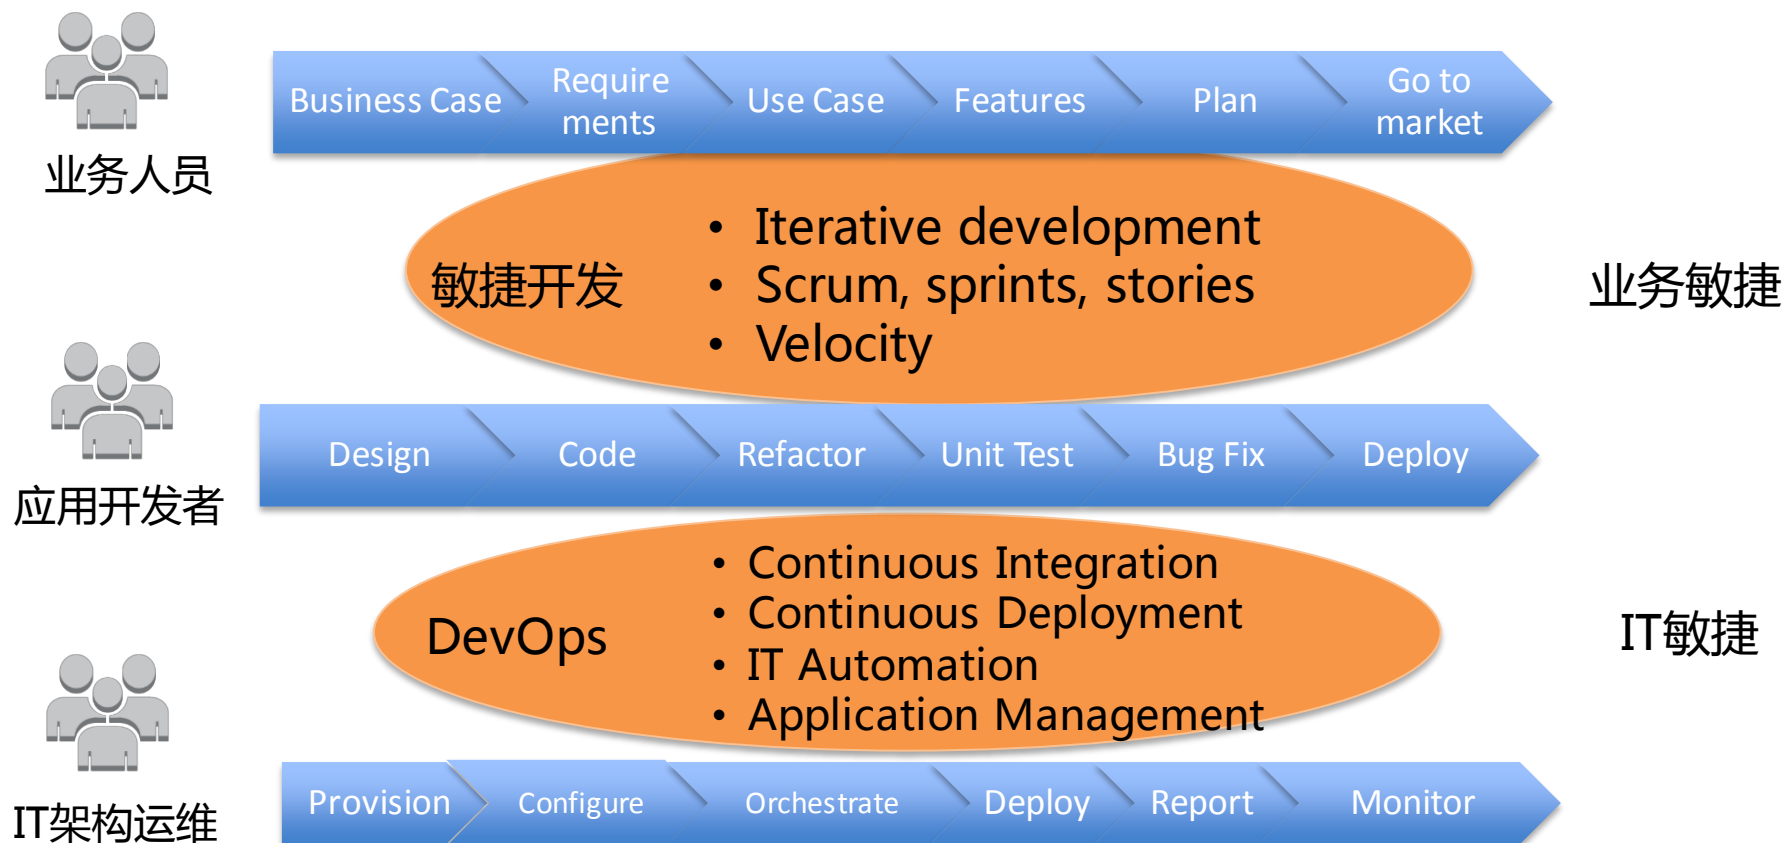 Business Case
Require
ments
Use Case
Features
Plan
Go to
market
业务人员
敏捷开发
• Iterative development
• Scrum, sprints, stories
• Velocity
业务敏捷
Design
Code
Refactor
Unit Test
Bug Fix
Deploy
应用开发者
DevOps
• Continuous Integration
• Continuous Deployment
• IT Automation
• Application Management
IT敏捷
Provision
Configure
Orchestrate
Deploy
Report
Monitor
IT架构运维